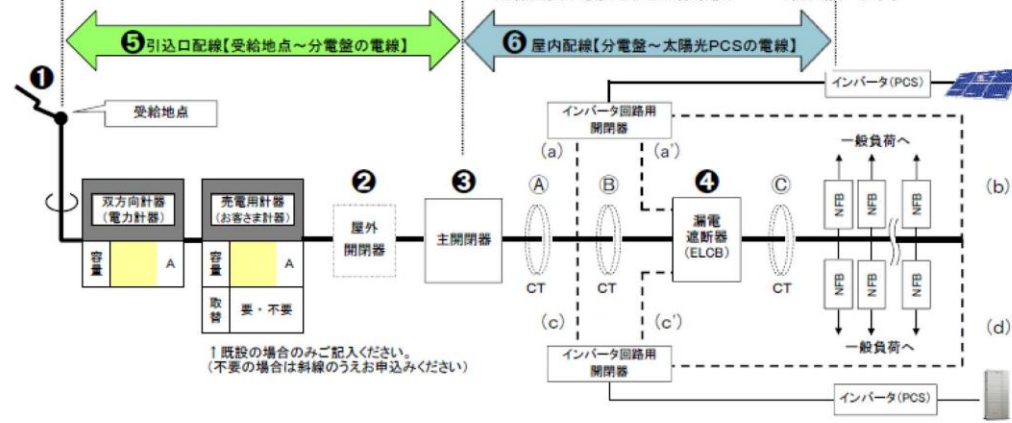 ❺引込口配線【受給地点～分電盤の電線】
❻屋内配線【分電盤～太陽光PCSの電線】
❶
受給地点
インバータ(PCS)
インバータ回路用
開閉器
(a)
(a')
一般負荷へ
双方向計器
(電力計器)
容量
A
売電用計器
(お客さま計器)
容量
A
取替
要・不要
❷
屋外
開閉器
❸
主開閉器
Ⓐ
CT
Ⓑ
CT
❹
漏電
遮断器
(ELCB)
Ⓒ
CT
NFB
NFB
NFB
(b)
NFB
NFB
NFB
(c)
(c')
(d)
一般負荷へ
↑既設の場合のみご記入ください。
(不要の場合は斜線のうえお申込みください)
インバータ回路用
開閉器
インバータ(PCS)